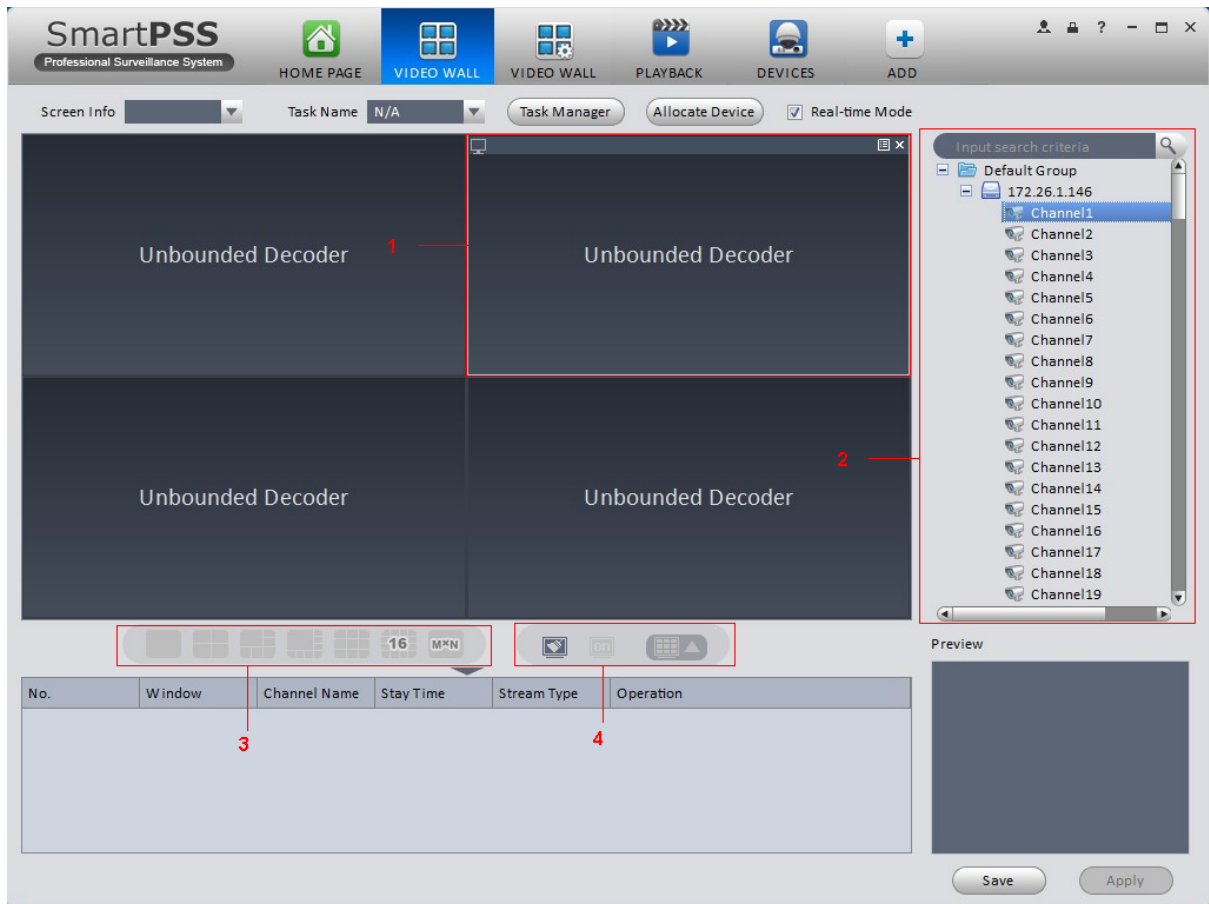 SmartPSS
Professional Surveillance System
HOME PAGE
VIDEO WALL
VIDEO WALL
PLAYBACK
DEVICES
ADD
?
Screen Info
Task Name N/A
Task Manager
Allocate Device
Real-time Mode
Unbounded Decoder
1
Unbounded Decoder
Unbounded Decoder
Unbounded Decoder
Input search criteria
Default Group
172.26.1.146
Channel1
Channel2
Channel3
Channel4
Channel5
Channel6
Channel7
Channel8
Channel9
Channel10
Channel11
Channel12
2
Channel13
Channel14
Channel15
Channel16
Channel17
Channel18
Channel19
16
M×N
on
Preview
No. Window Channel Name Stay Time Stream Type Operation
3
4
Save
Apply